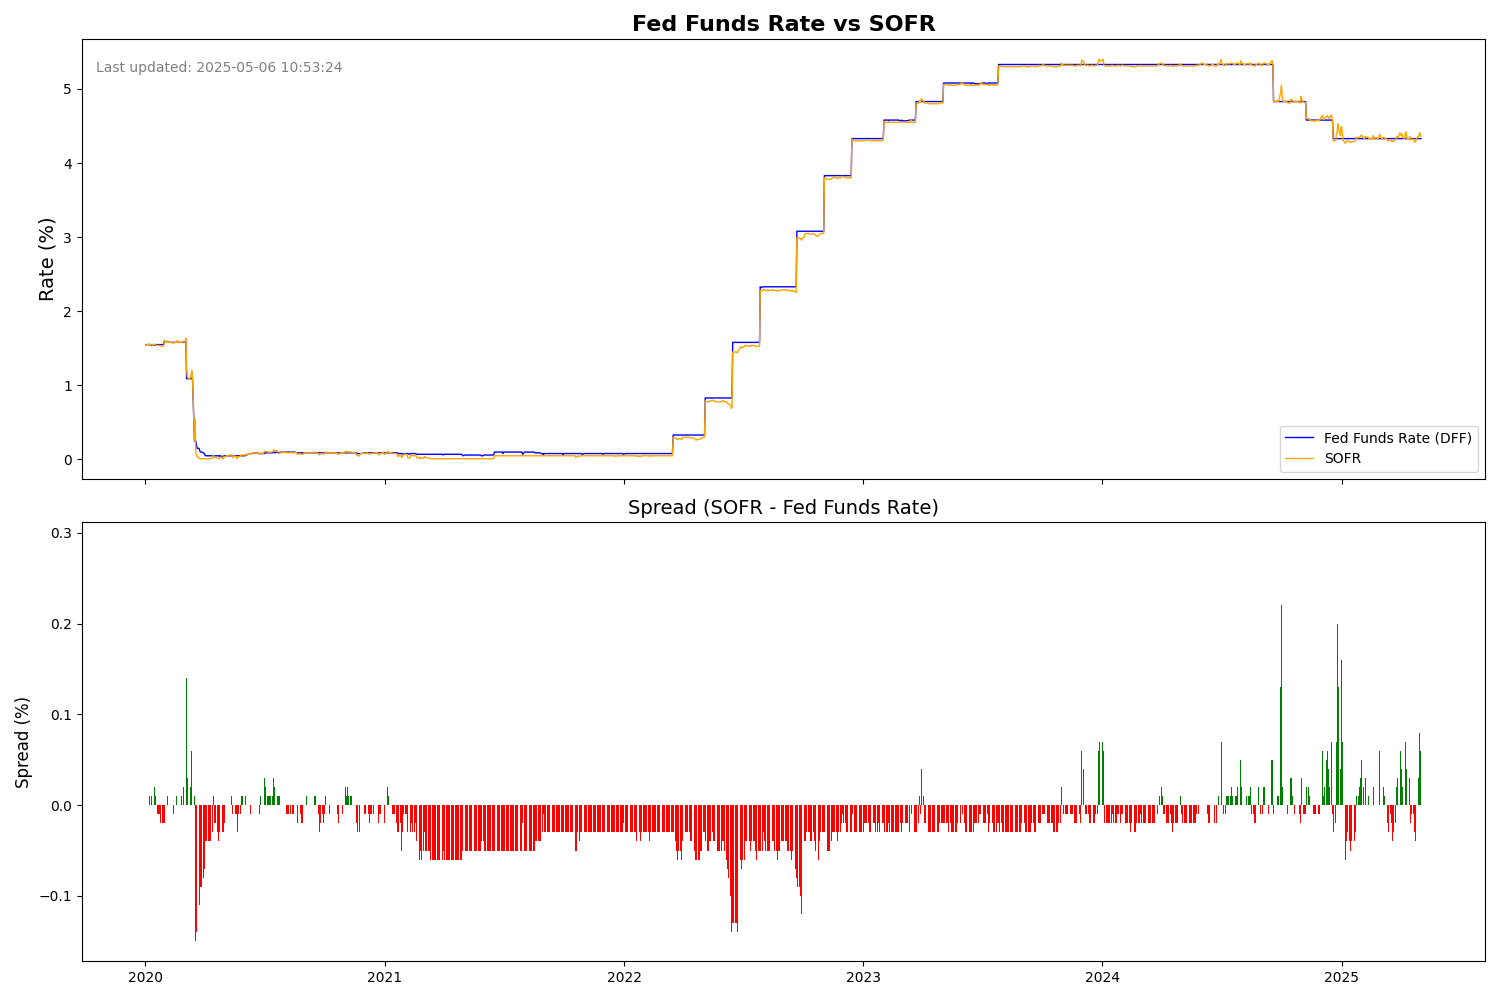 Fed Funds Rate vs SOFR
Last updated: 2025-05-06 10:53:24
Rate (%)
5
4
3
2
1
0
Fed Funds Rate (DFF)
SOFR
Spread (SOFR - Fed Funds Rate)
Spread (%)
0.3
0.2
0.1
0.0
−0.1
2020
2021
2022
2023
2024
2025